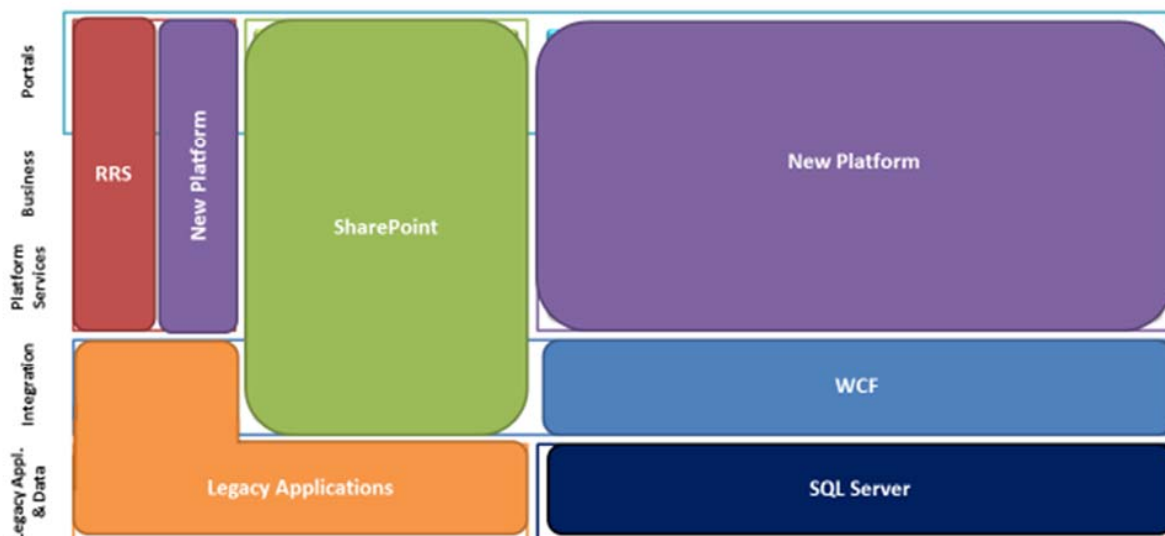 Portals
Business
Platform
Services
Integration
Legacy Appl.
& Data
RRS
New Platform
SharePoint
New Platform
WCF
Legacy Applications
SQL Server